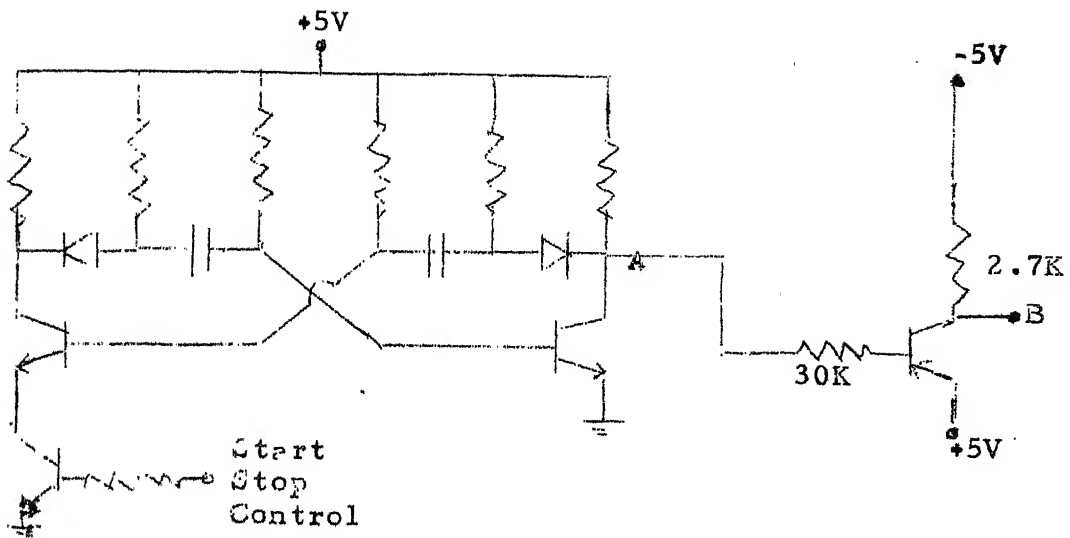 +5V
-5V
2.7K
A
B
30K
+5V
Start
Stop
Control